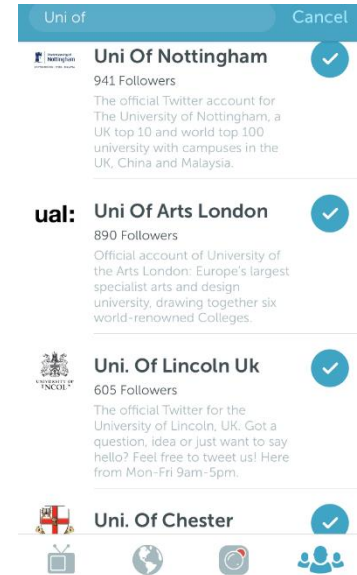 Uni of
Cancel
Uni Of Nottingham
941 Followers
The official Twitter account for
The University of Nottingham, a
UK top 10 and world top 100
university with campuses in the
UK, China and Malaysia.
ual:
Uni Of Arts London
890 Followers
Official account of University of
the Arts London: Europe's largest
specialist arts and design
university, drawing together six
world-renowned Colleges.
Uni. Of Lincoln Uk
605 Followers
The official Twitter for the
University of Lincoln, UK. Got a
question, idea or just want to say
hello? Feel free to tweet us! Here
from Mon-Fri 9am-5pm.
Uni. Of Chester